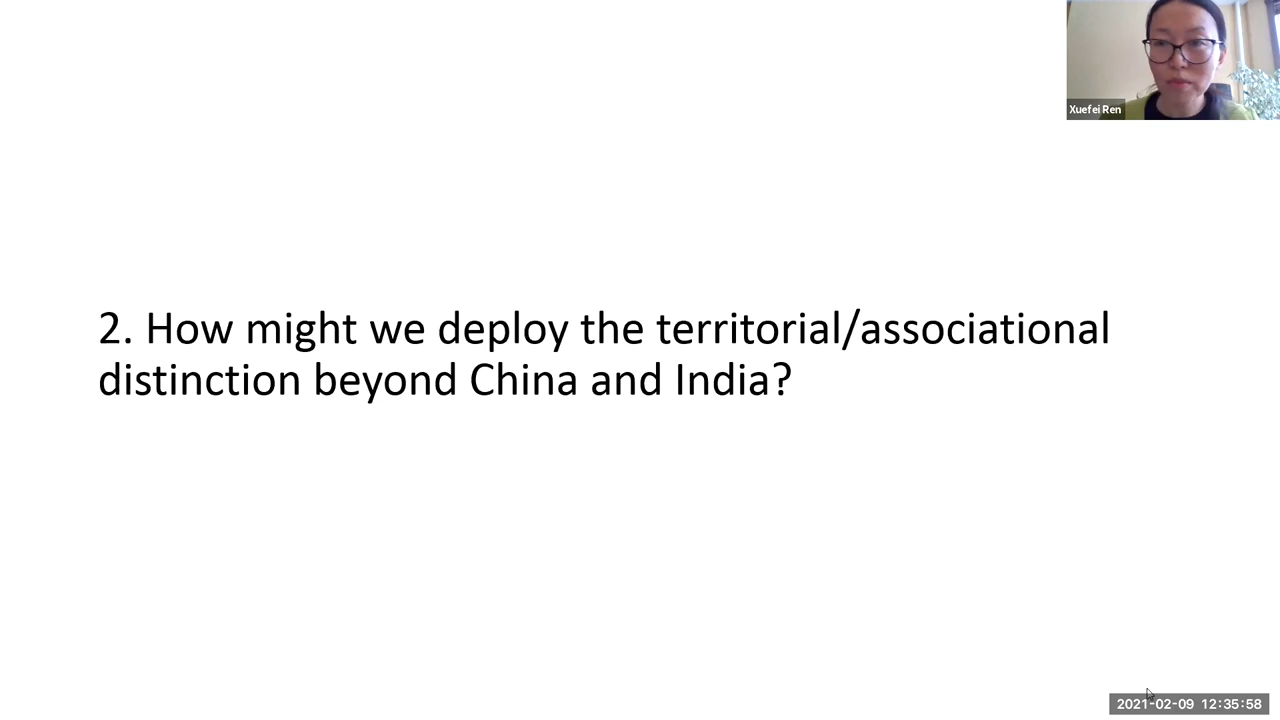 Xuefei Ren
2. How might we deploy the territorial/associational
distinction beyond China and India?
2021-02-09 12:35:58